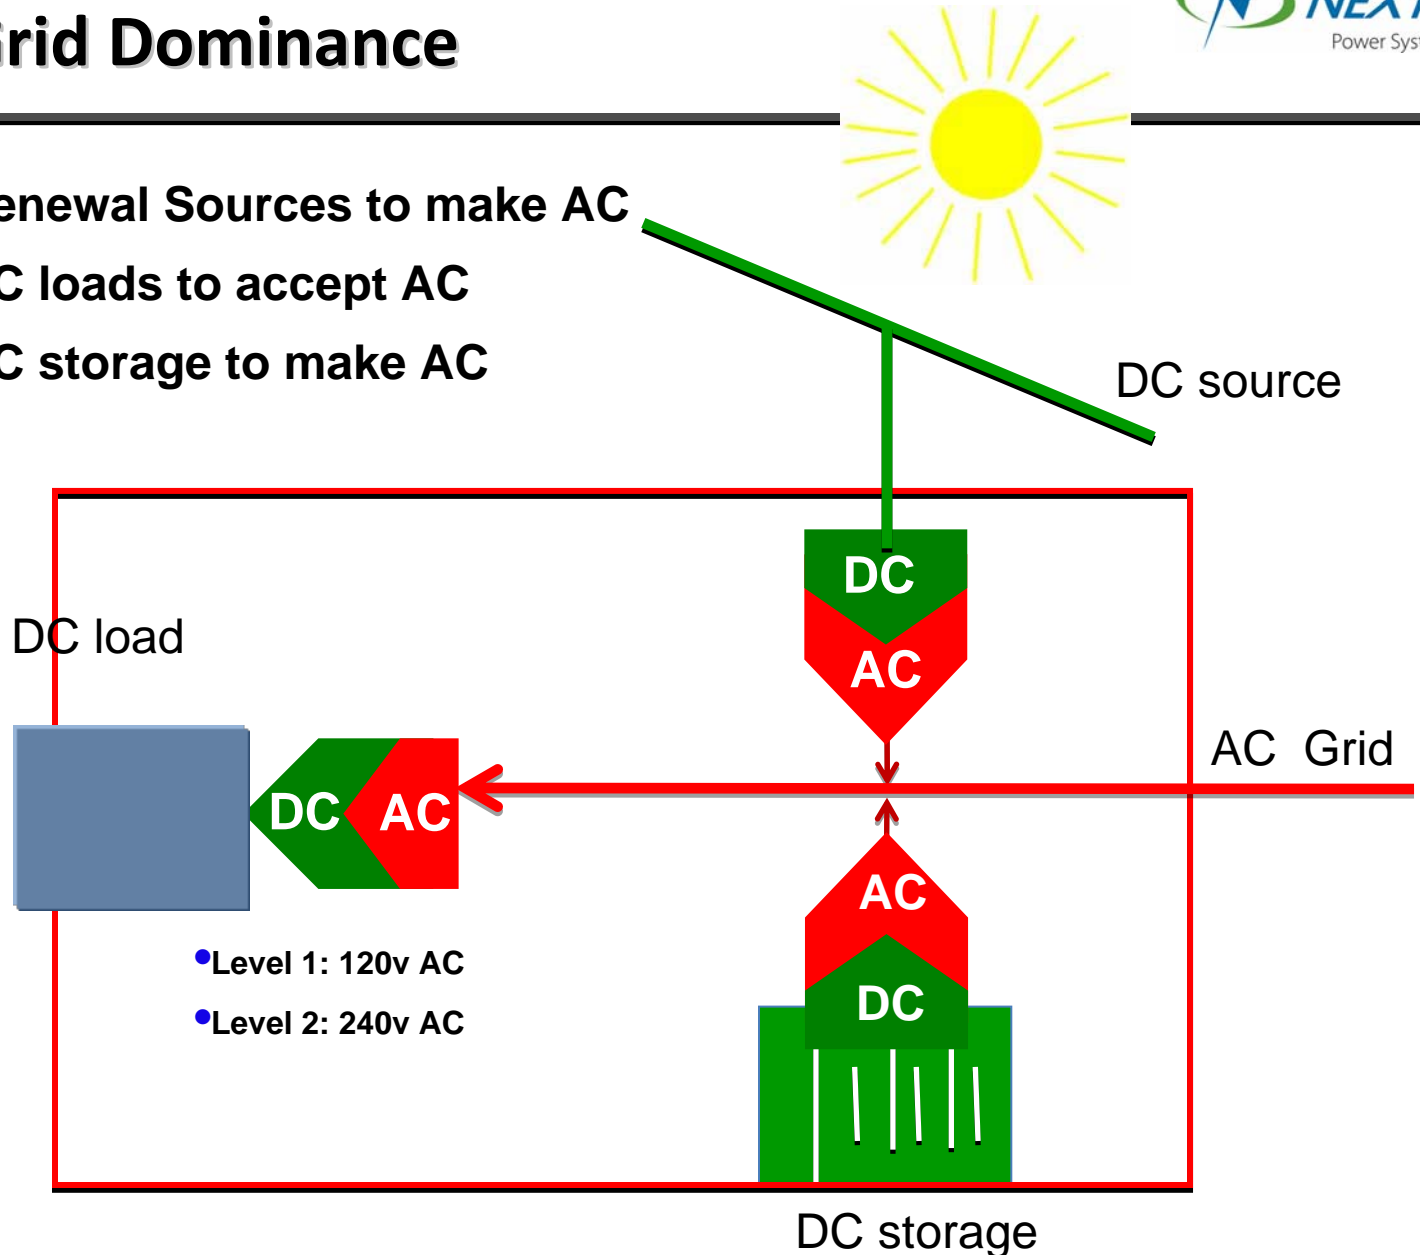 rid Dominance
NEXT
Power Syst
enewal Sources to make AC
C loads to accept AC
C storage to make AC
DC source
DC
AC
DC load
AC Grid
DC AC
AC
DC
•Level 1: 120v AC
•Level 2: 240v AC
DC storage